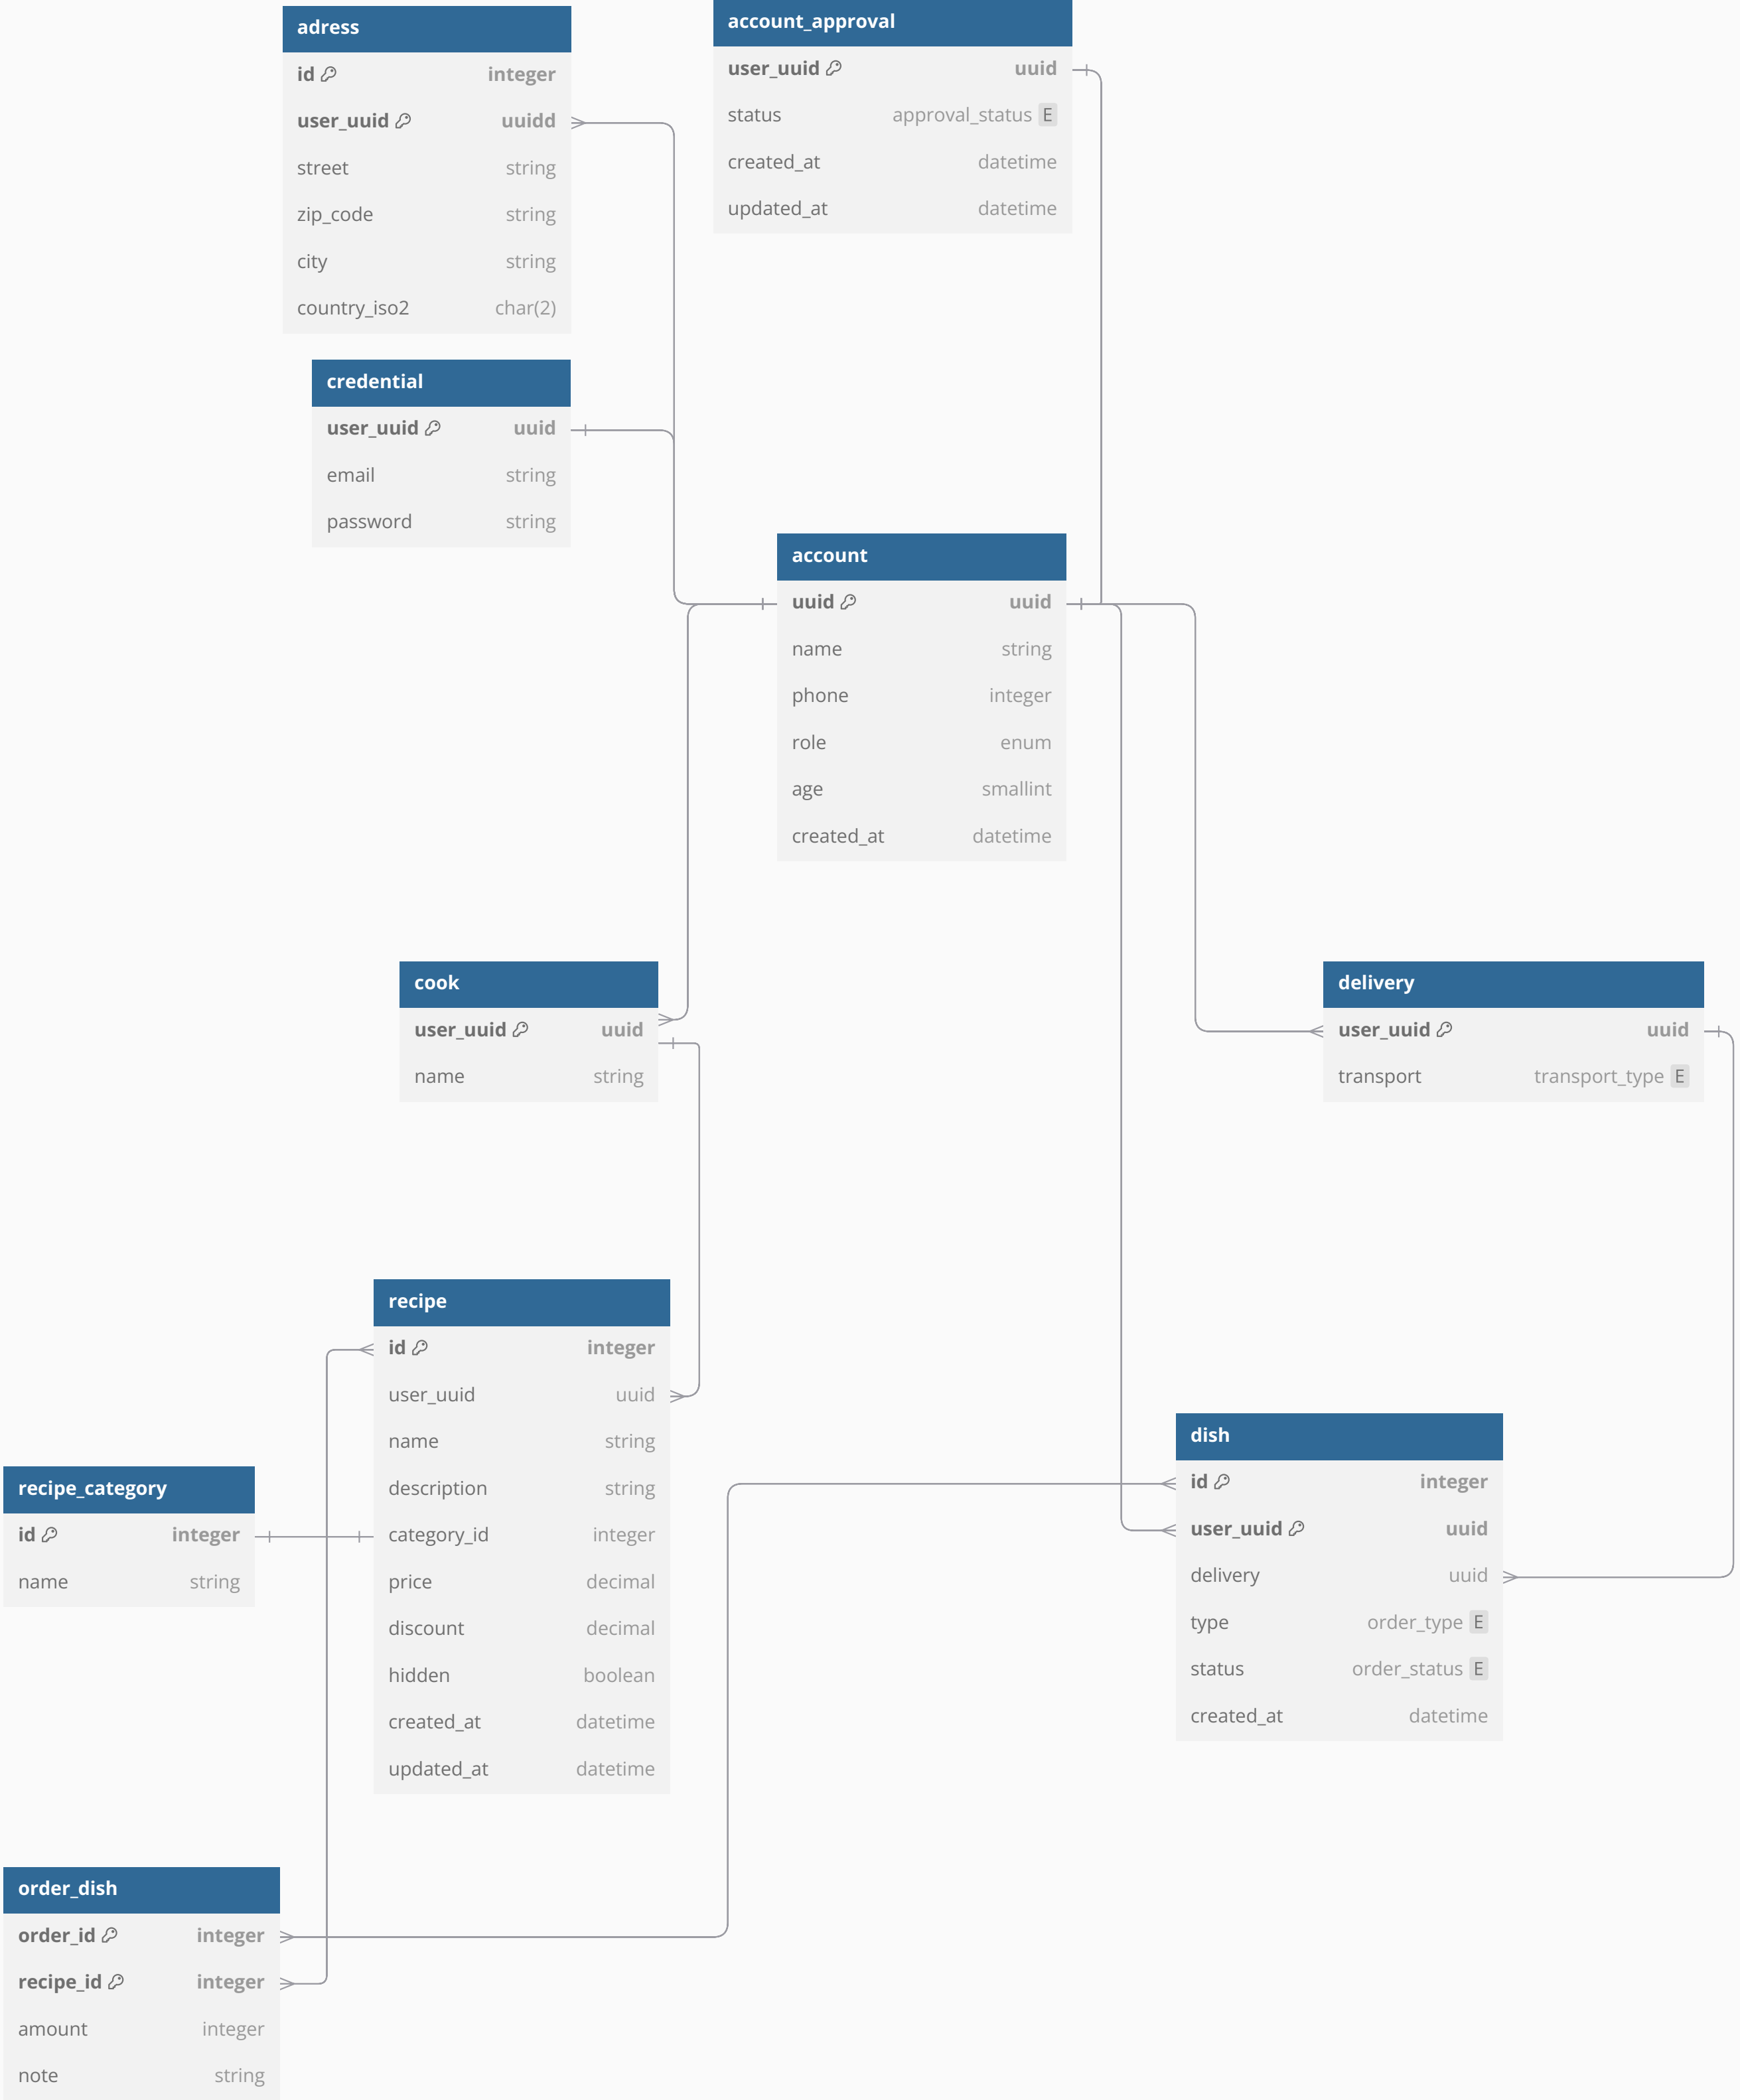 adress
id integer
user_uuid uuidd
street string
zip_code string
city string
country_iso2 char(2)
account_approval
user_uuid uuid
status approval_status E
created_at datetime
updated_at datetime
credential
user_uuid uuid
email string
password string
account
uuid uuid
name string
phone integer
role enum
age smallint
created_at datetime
cook
user_uuid uuid
name string
delivery
user_uuid uuid
transport transport_type E
recipe
id integer
user_uuid uuid
name string
description string
category_id integer
price decimal
discount decimal
hidden boolean
created_at datetime
updated_at datetime
dish
id integer
user_uuid uuid
delivery uuid
type order_type E
status order_status E
created_at datetime
recipe_category
id integer
name string
order_dish
order_id integer
recipe_id integer
amount integer
note string